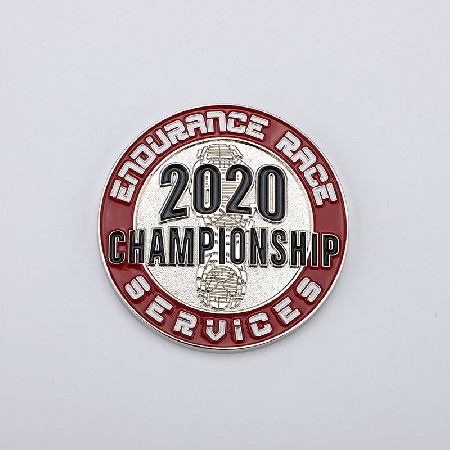 ENDURANCE RACE
2020
CHAMPIONSHIP
SERViCES